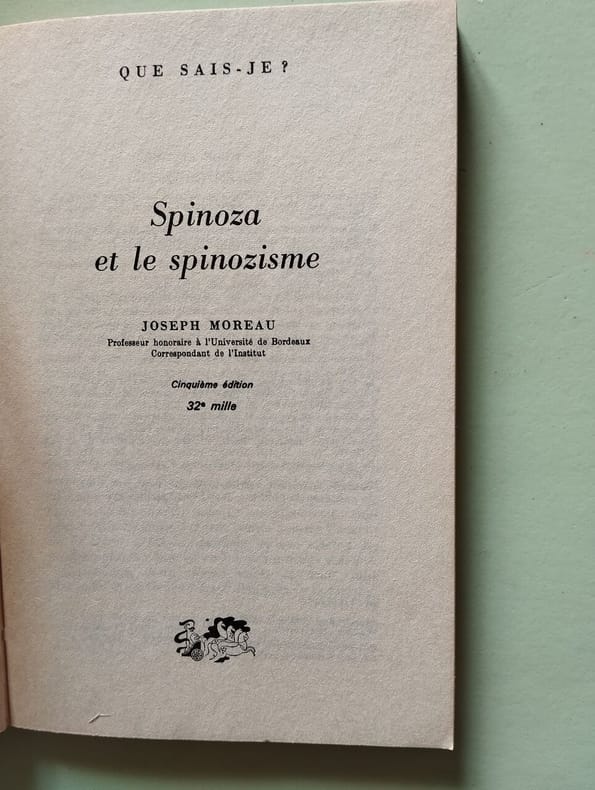 QUE SAIS-JE ?
Spinoza
et le spinozisme
JOSEPH MOREAU
Professeur honoraire à l'Université de Bordeaux
Correspondant de l'Institut
Cinquième édition
32e mille